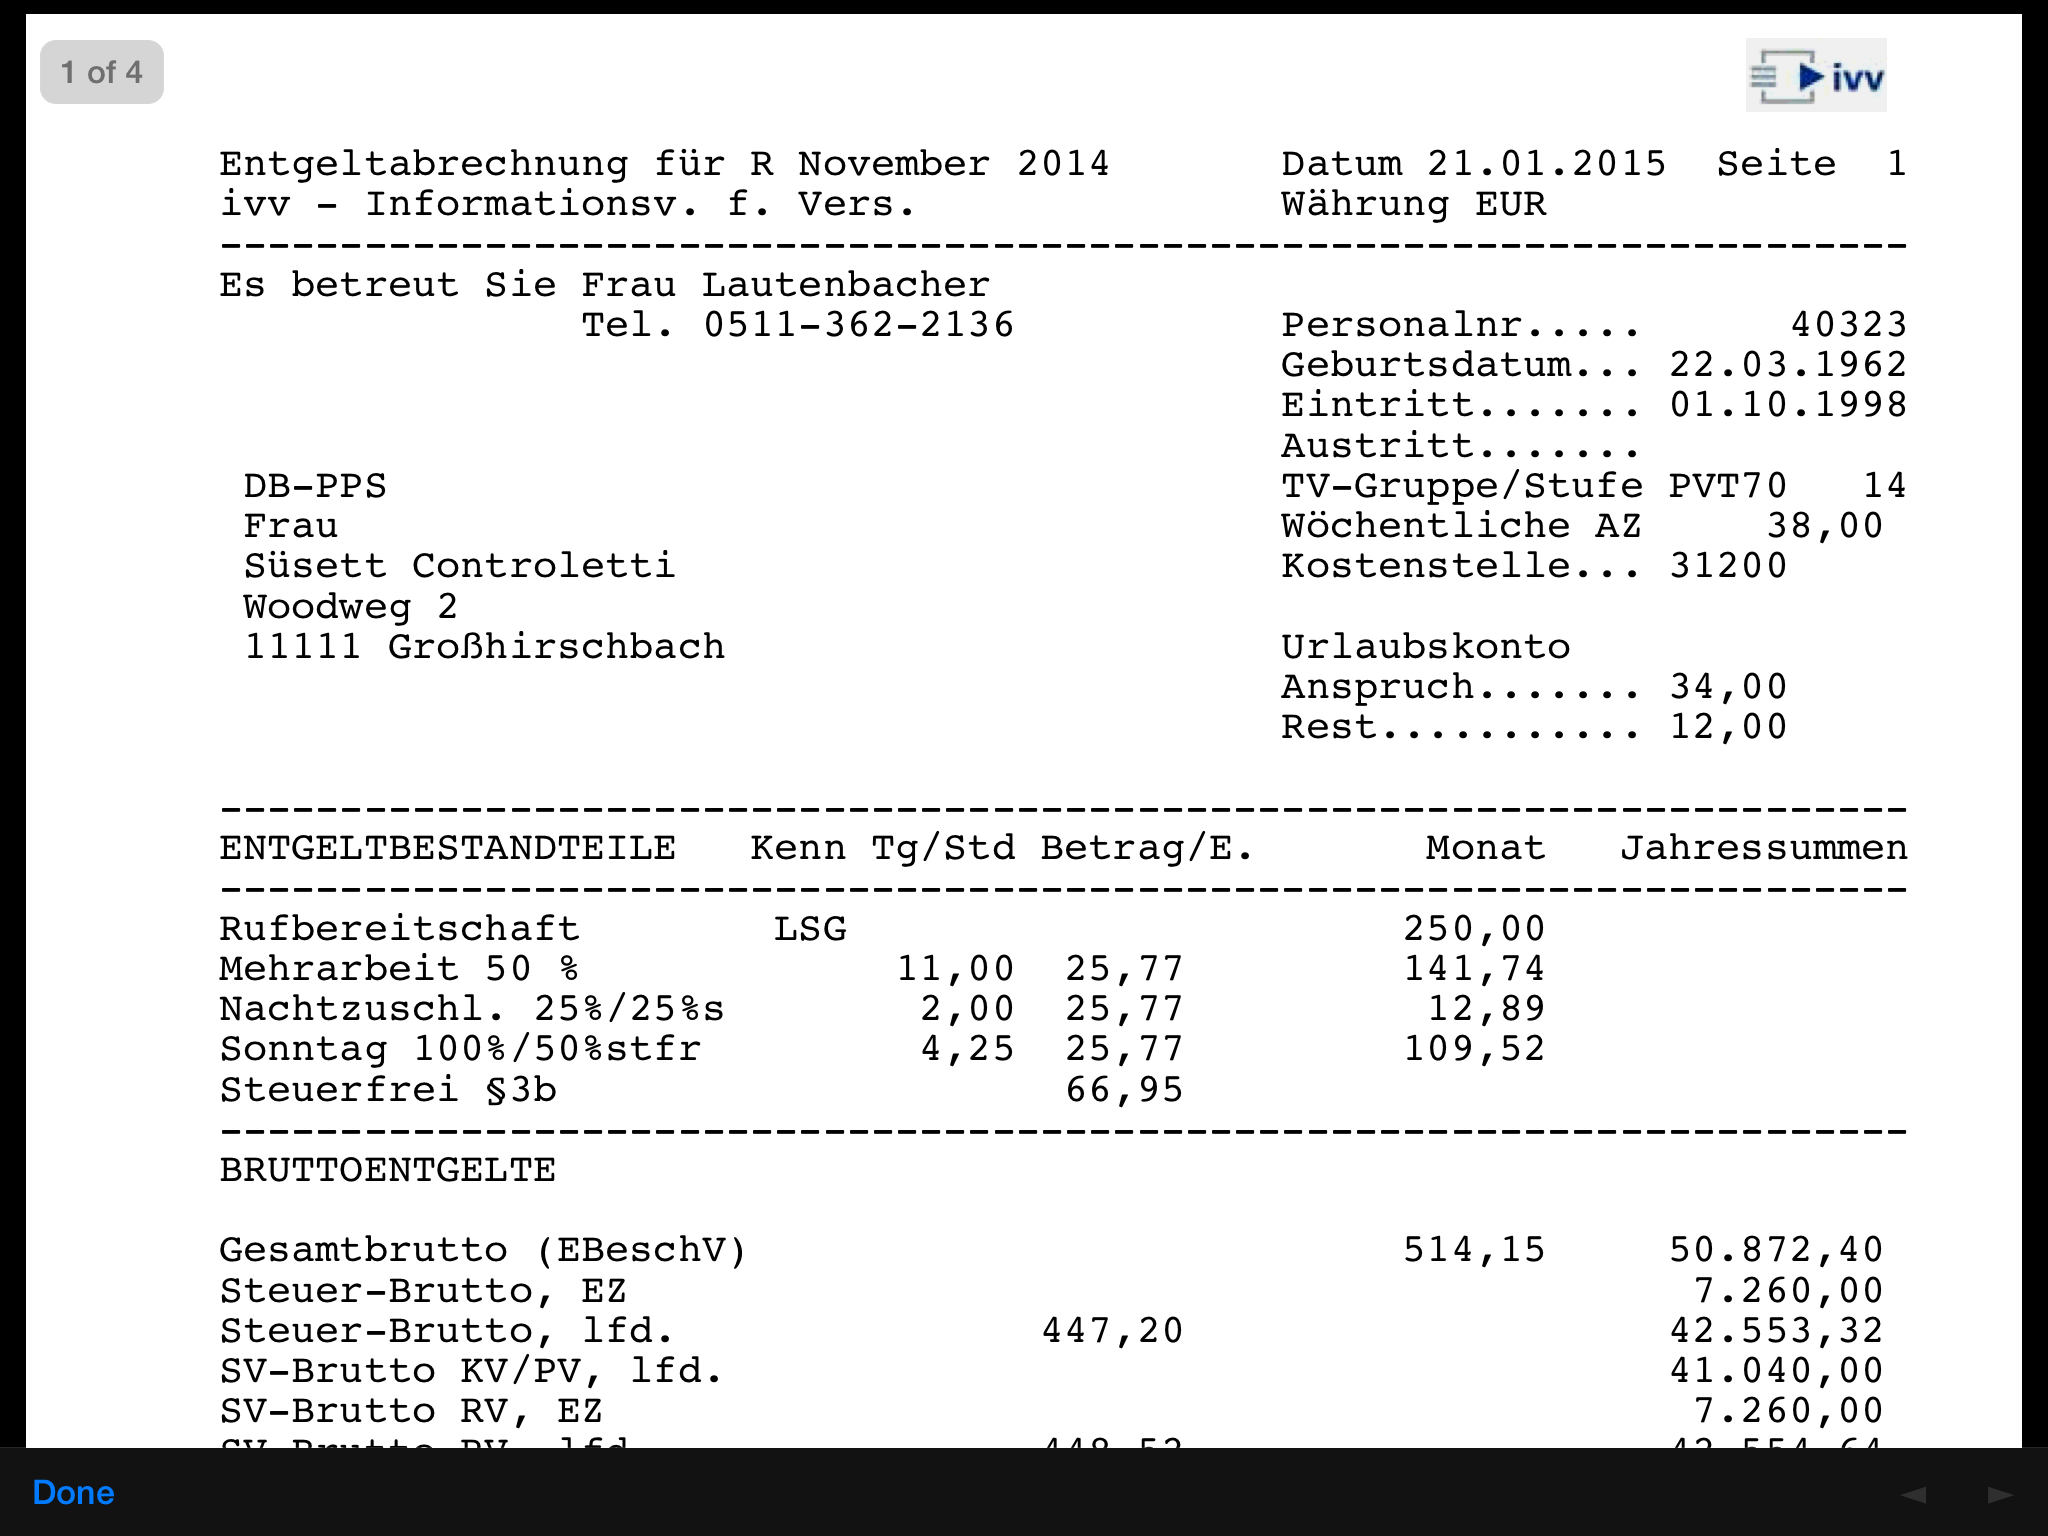 1 of 4
ivv
Entgeltabrechnung für R November 2014 Datum 21.01.2015 Seite 1
ivv - Informationsv. f. Vers. Währung EUR
Es betreut Sie Frau Lautenbacher
Tel. 0511-362-2136 Personalnr..... 40323
Geburtsdatum... 22.03.1962
Eintritt....... 01.10.1998
Austritt.......
DB-PPS TV-Gruppe/Stufe PVT70 14
Frau Wöchentliche AZ 38,00
Süsett Controletti Kostenstelle... 31200
Woodweg 2
11111 Großhirschbach Urlaubskonto
Anspruch....... 34,00
Rest........... 12,00
ENTGELTBESTANDTEILE Kenn Tg/Std Betrag/E. Monat Jahressummen
Rufbereitschaft LSG 250,00
Mehrarbeit 50 % 11,00 25,77 141,74
Nachtzuschl. 25%/25%s 2,00 25,77 12,89
Sonntag 100%/50%stfr 4,25 25,77 109,52
Steuerfrei §3b 66,95
BRUTTOENTGELTE
Gesamtbrutto (EBeschV) 514,15 50.872,40
Steuer-Brutto, EZ 7.260,00
Steuer-Brutto, lfd. 447,20 42.553,32
SV-Brutto KV/PV, lfd. 41.040,00
SV-Brutto RV, EZ 7.260,00
SV-Brutto RV, lfd
Done